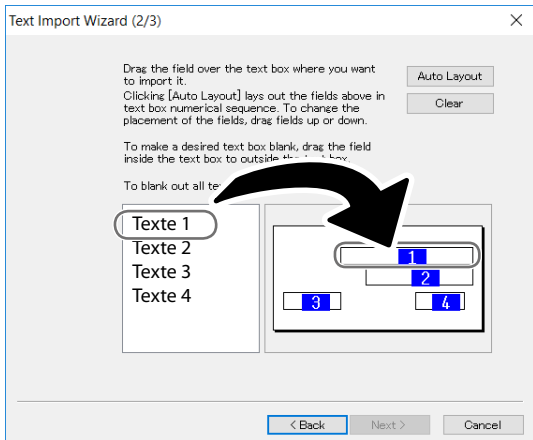 Text Import Wizard (2/3)
Drag the field over the text box where you want
to import it.
Clicking [Auto Layout] lays out the fields above in
text box numerical sequence. To change the
placement of the fields, drag fields up or down.
To make a desired text box blank, drag the field
inside the text box to outside
To blank out all
Auto Layout
Clear
Texte 1
Texte 2
Texte 3
Texte 4
1
2
3
4
< Back
Next >
Cancel